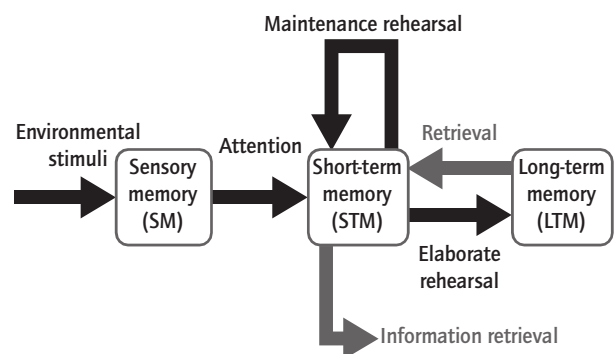 Maintenance rehearsal
Environmental
stimuli
Attention
Retrieval
Sensory
memory
(SM)
Short-term
memory
(STM)
Long-term
memory
(LTM)
Elaborate
rehearsal
Information retrieval